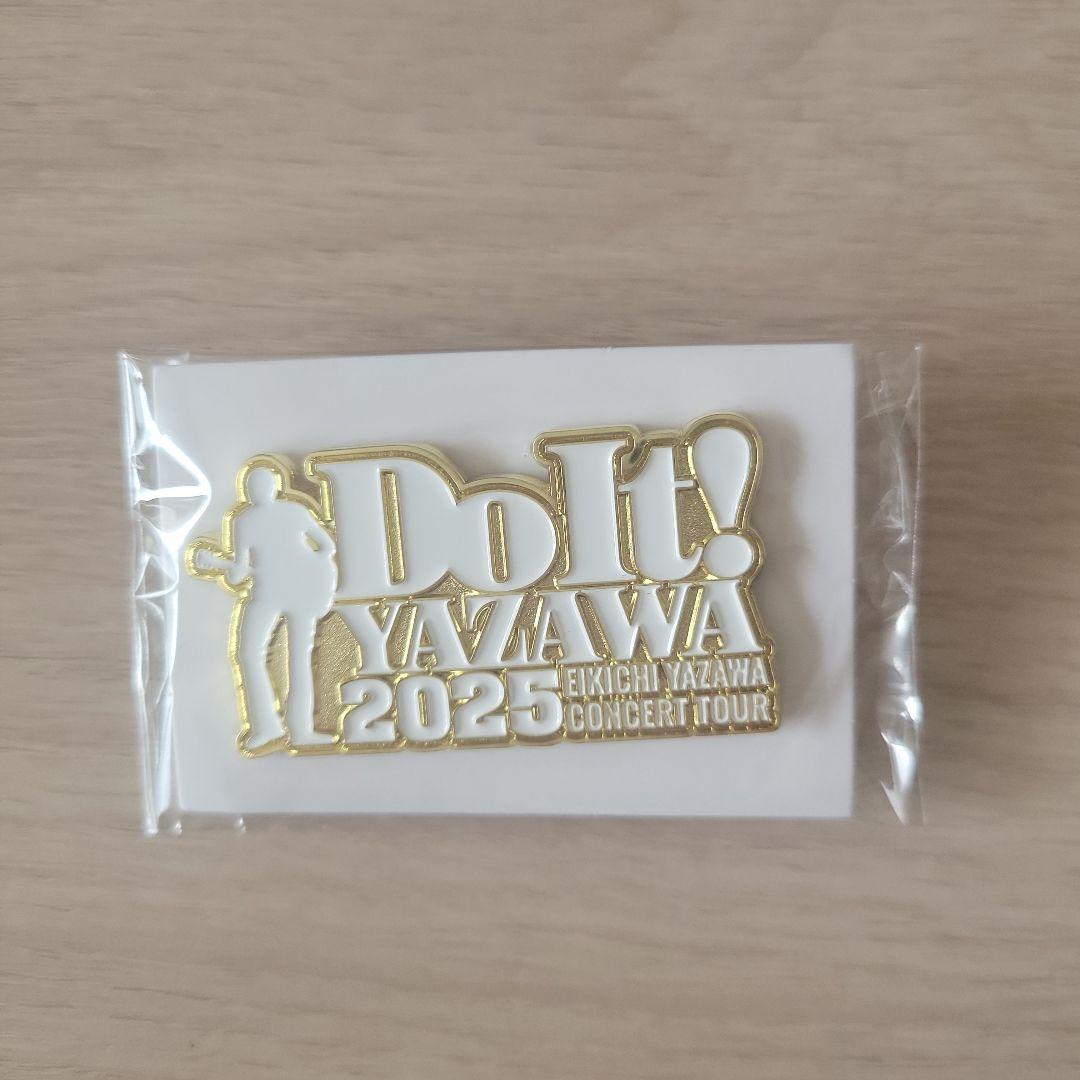 Do It!
YAZAWA
2025
EIKICHI YAZAWA
CONCERT TOUR